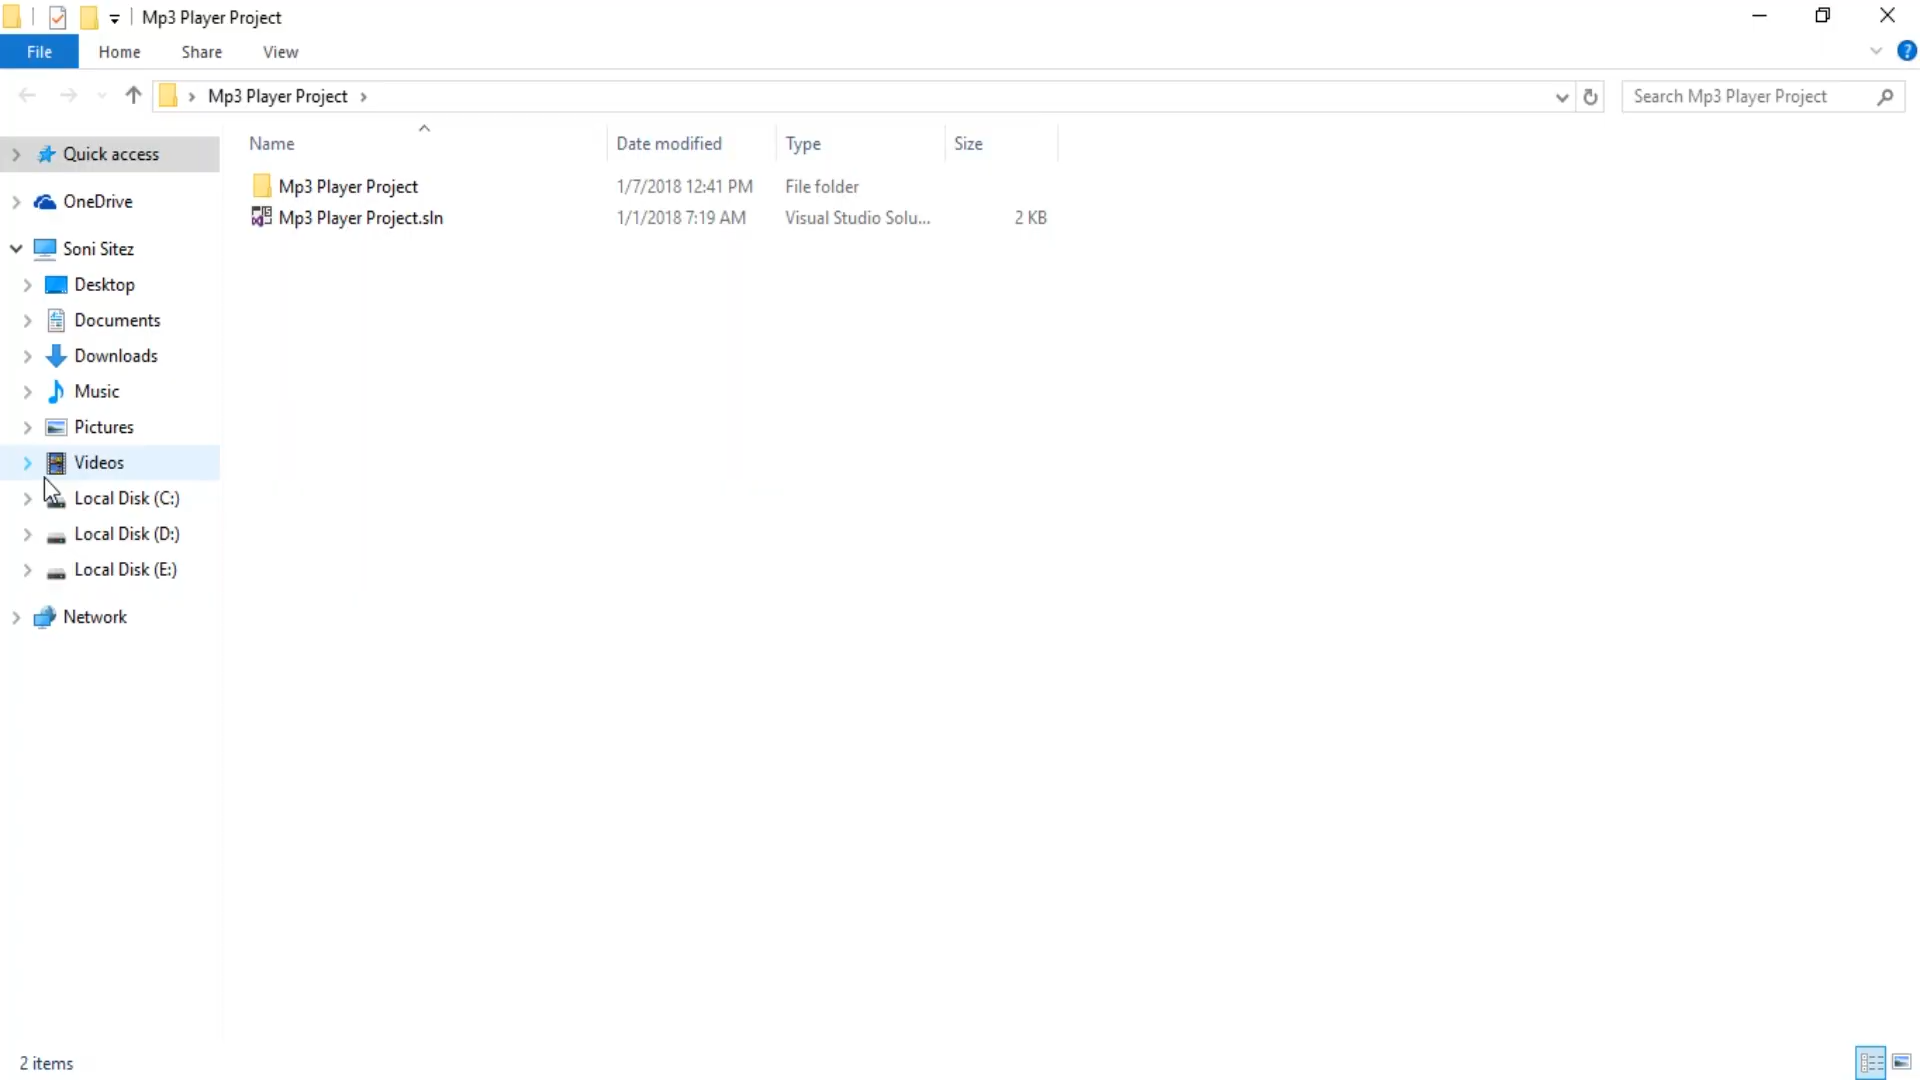 Mp3 Player Project
File Home Share View
Mp3 Player Project
Search Mp3 Player Project
Name Date modified Type Size
Quick access
Mp3 Player Project 1/7/2018 12:41 PM File folder
Mp3 Player Project.sln 1/1/2018 7:19 AM Visual Studio Solu... 2 KB
OneDrive
Soni Sitez
Desktop
Documents
Downloads
Music
Pictures
Videos
Local Disk (C:)
Local Disk (D:)
Local Disk (E:)
Network
2 items